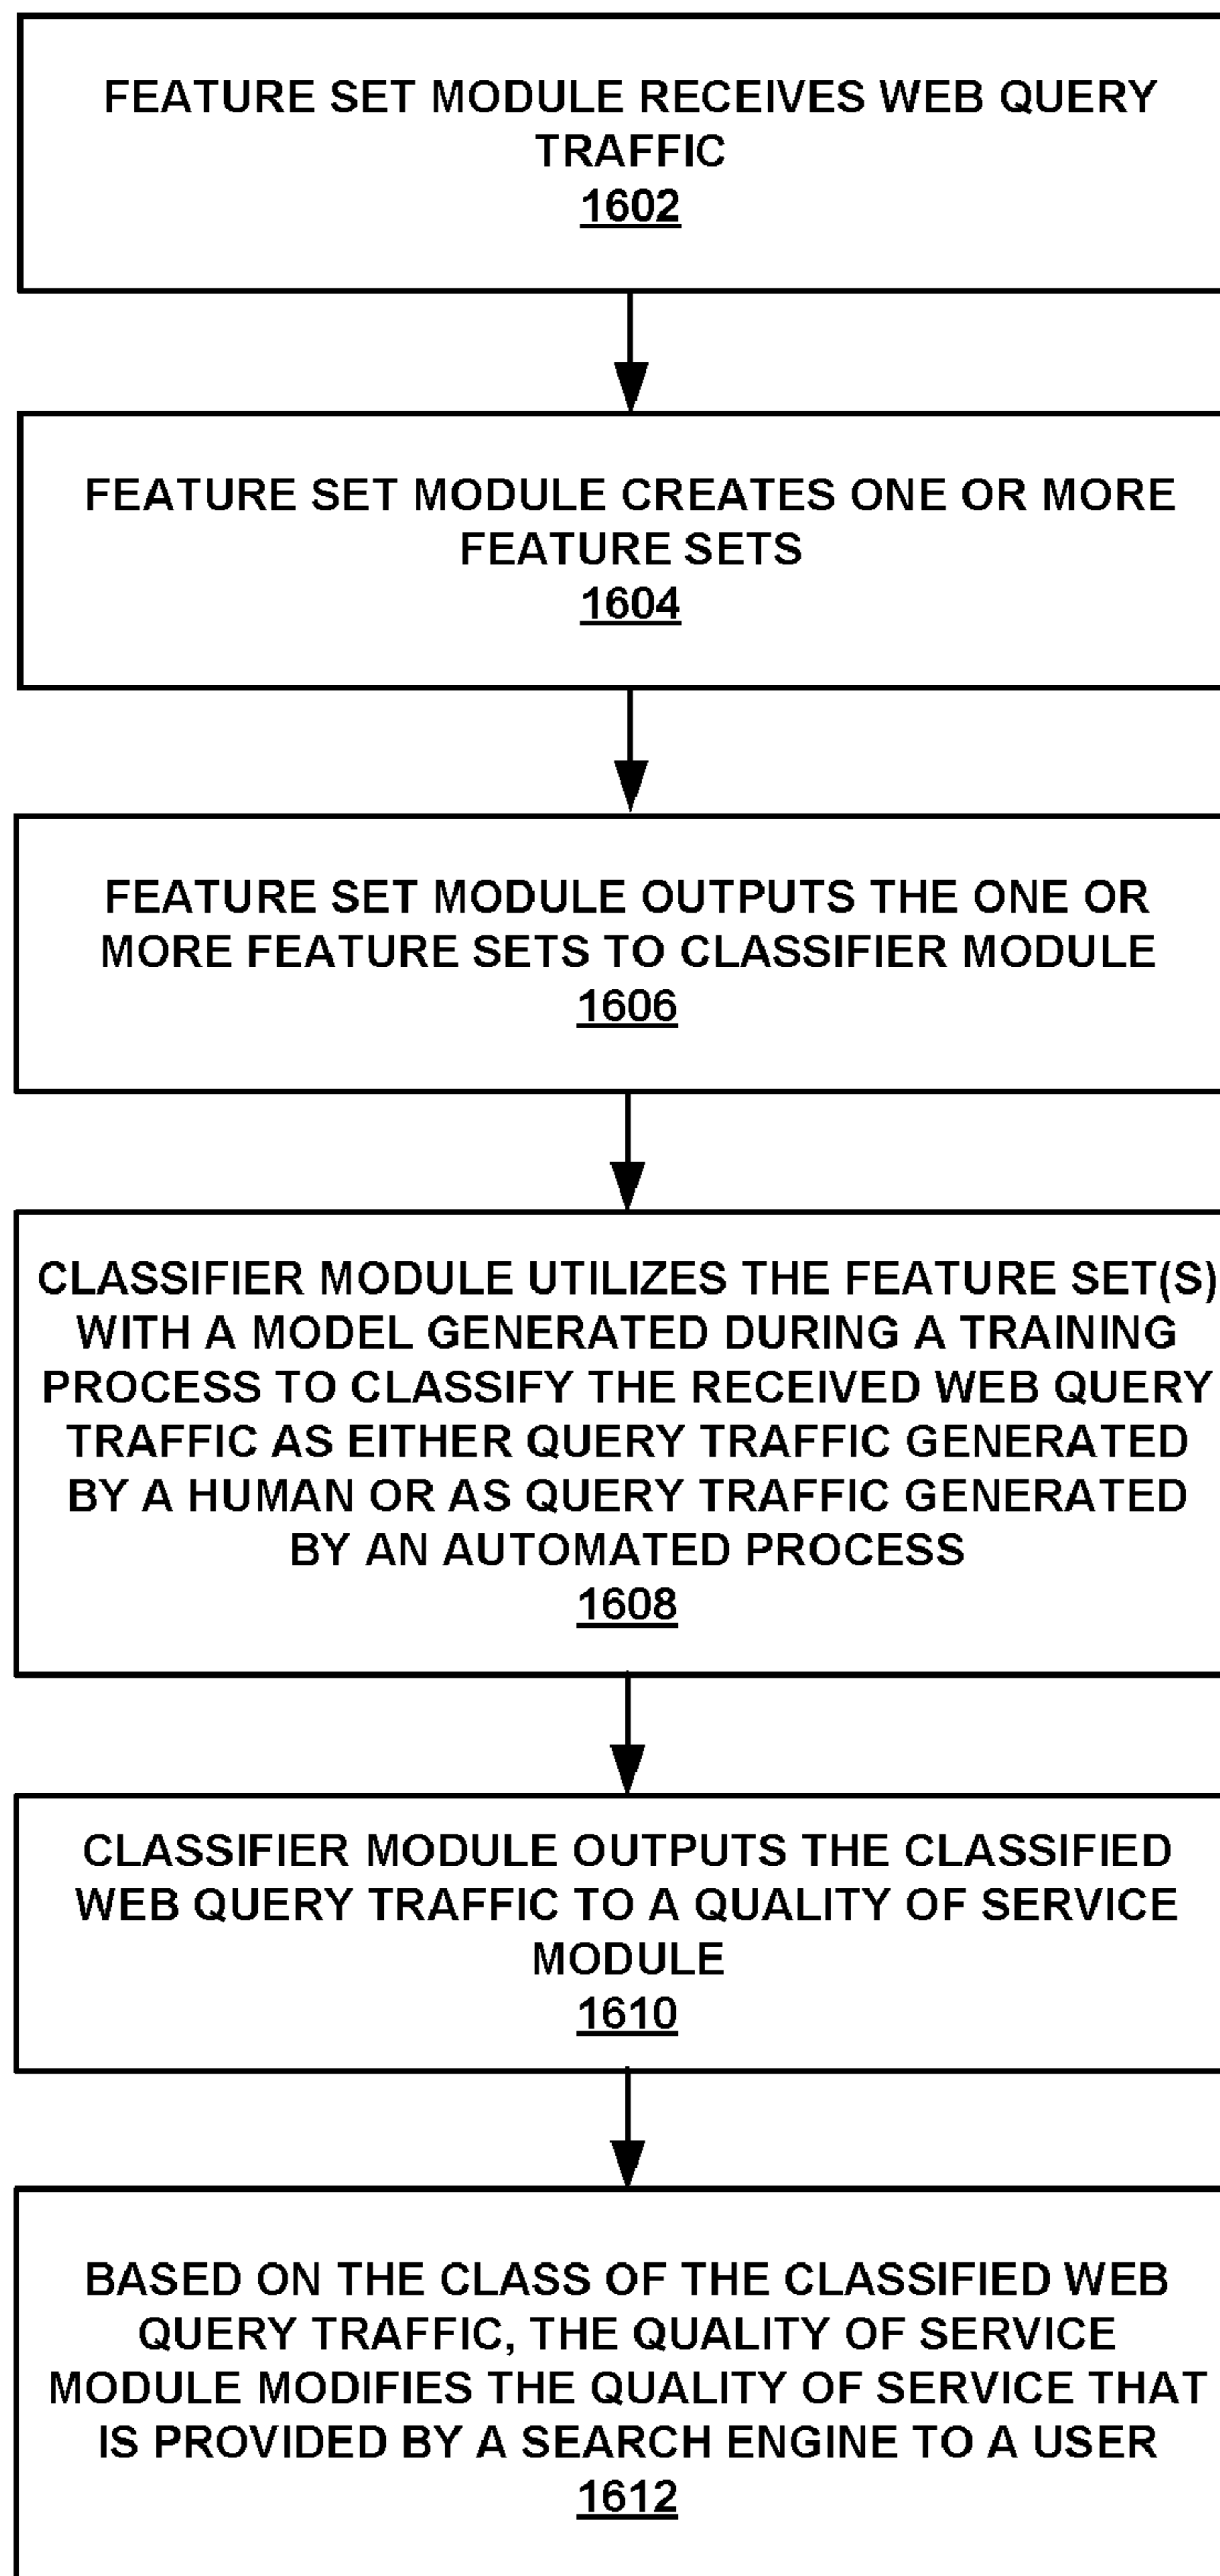 FEATURE SET MODULE RECEIVES WEB QUERY
TRAFFIC
1602
FEATURE SET MODULE CREATES ONE OR MORE
FEATURE SETS
1604
FEATURE SET MODULE OUTPUTS THE ONE OR
MORE FEATURE SETS TO CLASSIFIER MODULE
1606
CLASSIFIER MODULE UTILIZES THE FEATURE SET(S)
WITH A MODEL GENERATED DURING A TRAINING
PROCESS TO CLASSIFY THE RECEIVED WEB QUERY
TRAFFIC AS EITHER QUERY TRAFFIC GENERATED
BY A HUMAN OR AS QUERY TRAFFIC GENERATED
BY AN AUTOMATED PROCESS
1608
CLASSIFIER MODULE OUTPUTS THE CLASSIFIED
WEB QUERY TRAFFIC TO A QUALITY OF SERVICE
MODULE
1610
BASED ON THE CLASS OF THE CLASSIFIED WEB
QUERY TRAFFIC, THE QUALITY OF SERVICE
MODULE MODIFIES THE QUALITY OF SERVICE THAT
IS PROVIDED BY A SEARCH ENGINE TO A USER
1612